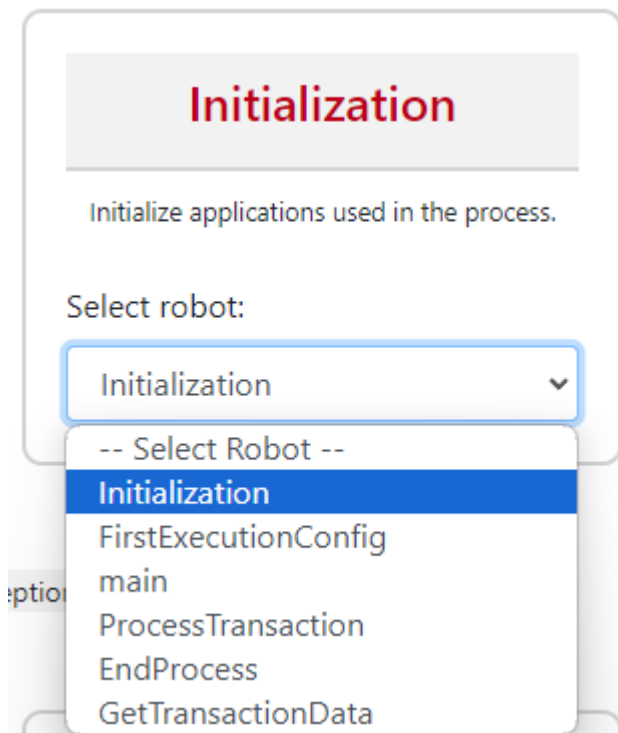 Initialization
Initialize applications used in the process.
Select robot:
Initialization
-- Select Robot --
Initialization
FirstExecutionConfig
main
ProcessTransaction
EndProcess
GetTransactionData